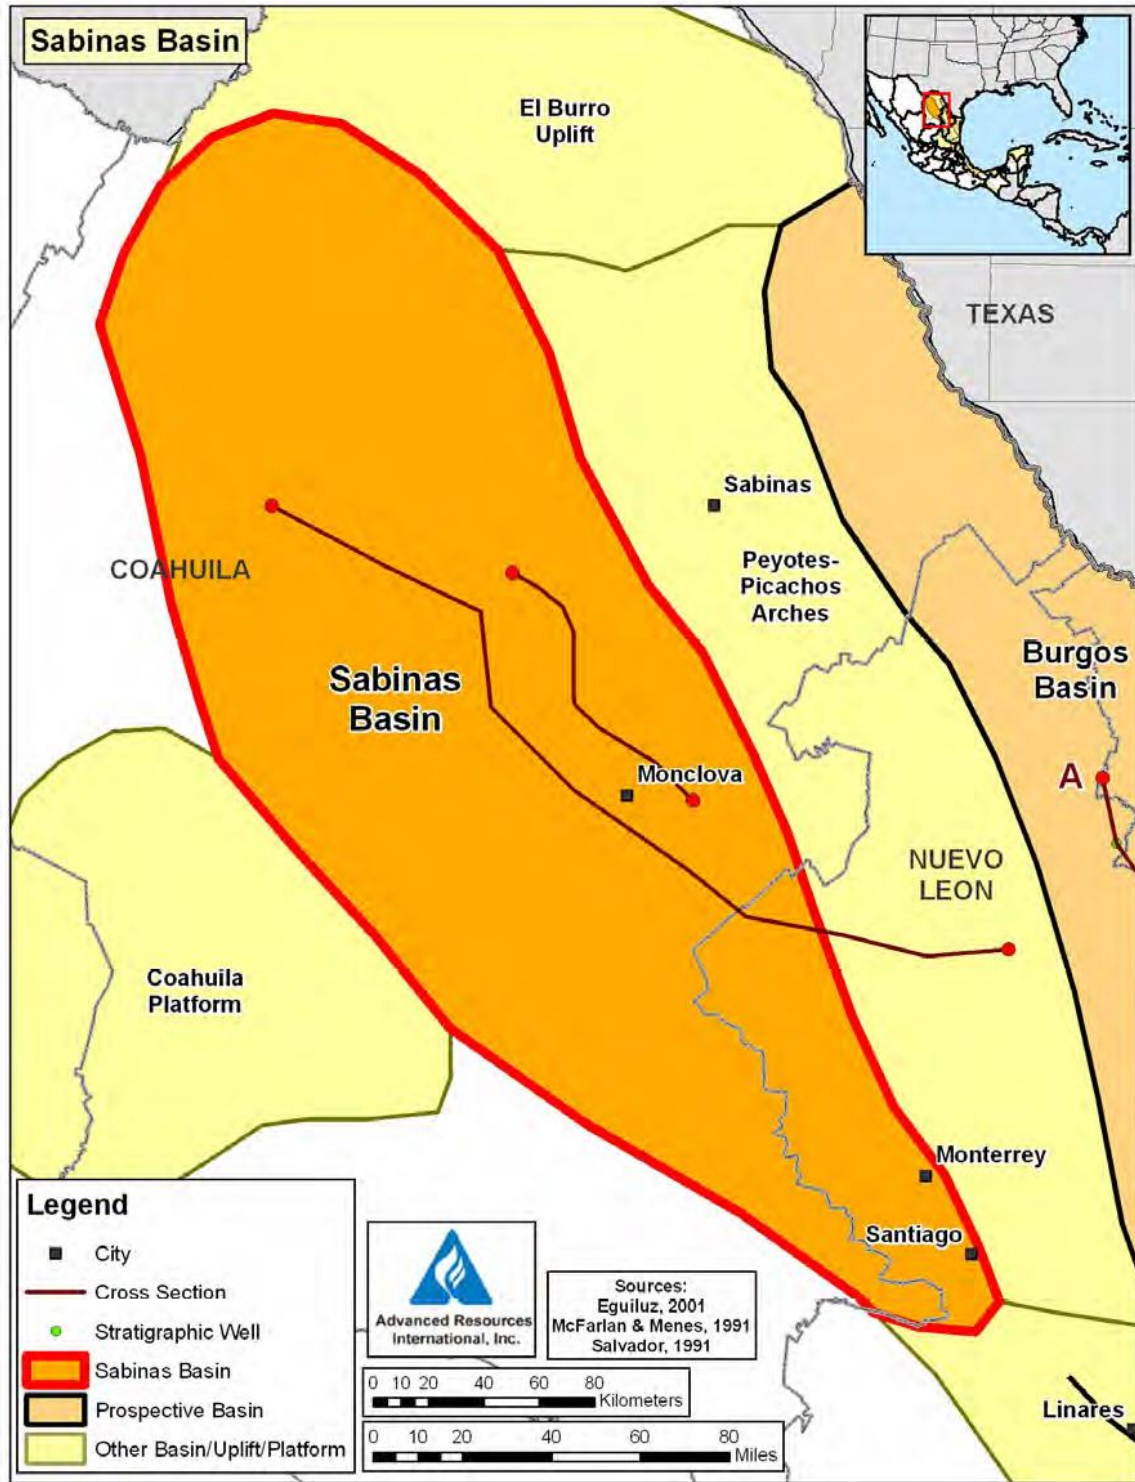 Sabinas Basin
El Burro
Uplift
TEXAS
Sabinas
COAHUILA
Peyotes-
Picachos
Arches
Burgos
Basin
Sabinas
Basin
Monclova
A
NUEVO
LEON
Coahuila
Platform
Monterrey
Santiago
Linares
Legend
City
Cross Section
Stratigraphic Well
Sabinas Basin
Prospective Basin
Other Basin/Uplift/Platform
Advanced Resources
International, Inc.
Sources:
Eguiluz, 2001
McFarlan & Menes, 1991
Salvador, 1991
0 10 20 40 60 80
Kilometers
0 10 20 40 60 80
Miles